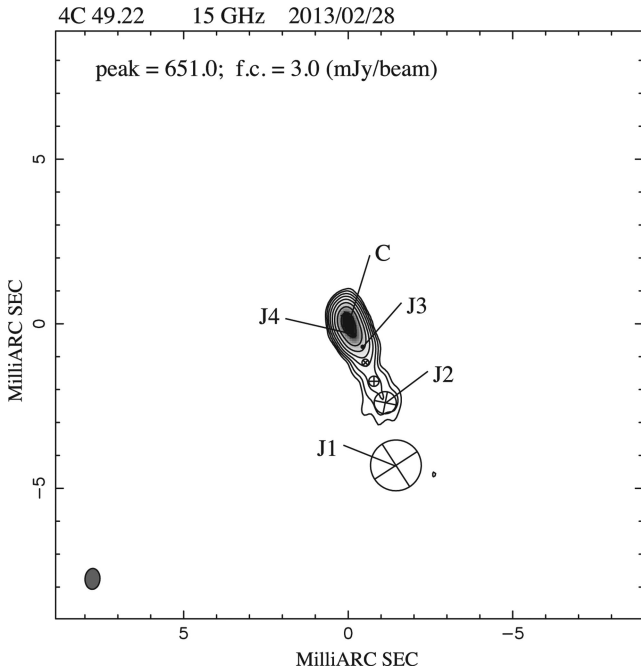 4C 49.22 15 GHz 2013/02/28
peak = 651.0; f.c. = 3.0 (mJy/beam)
5
C
J3
0
J4
J2
J1
−5
MilliARC SEC
5 0 −5
MilliARC SEC